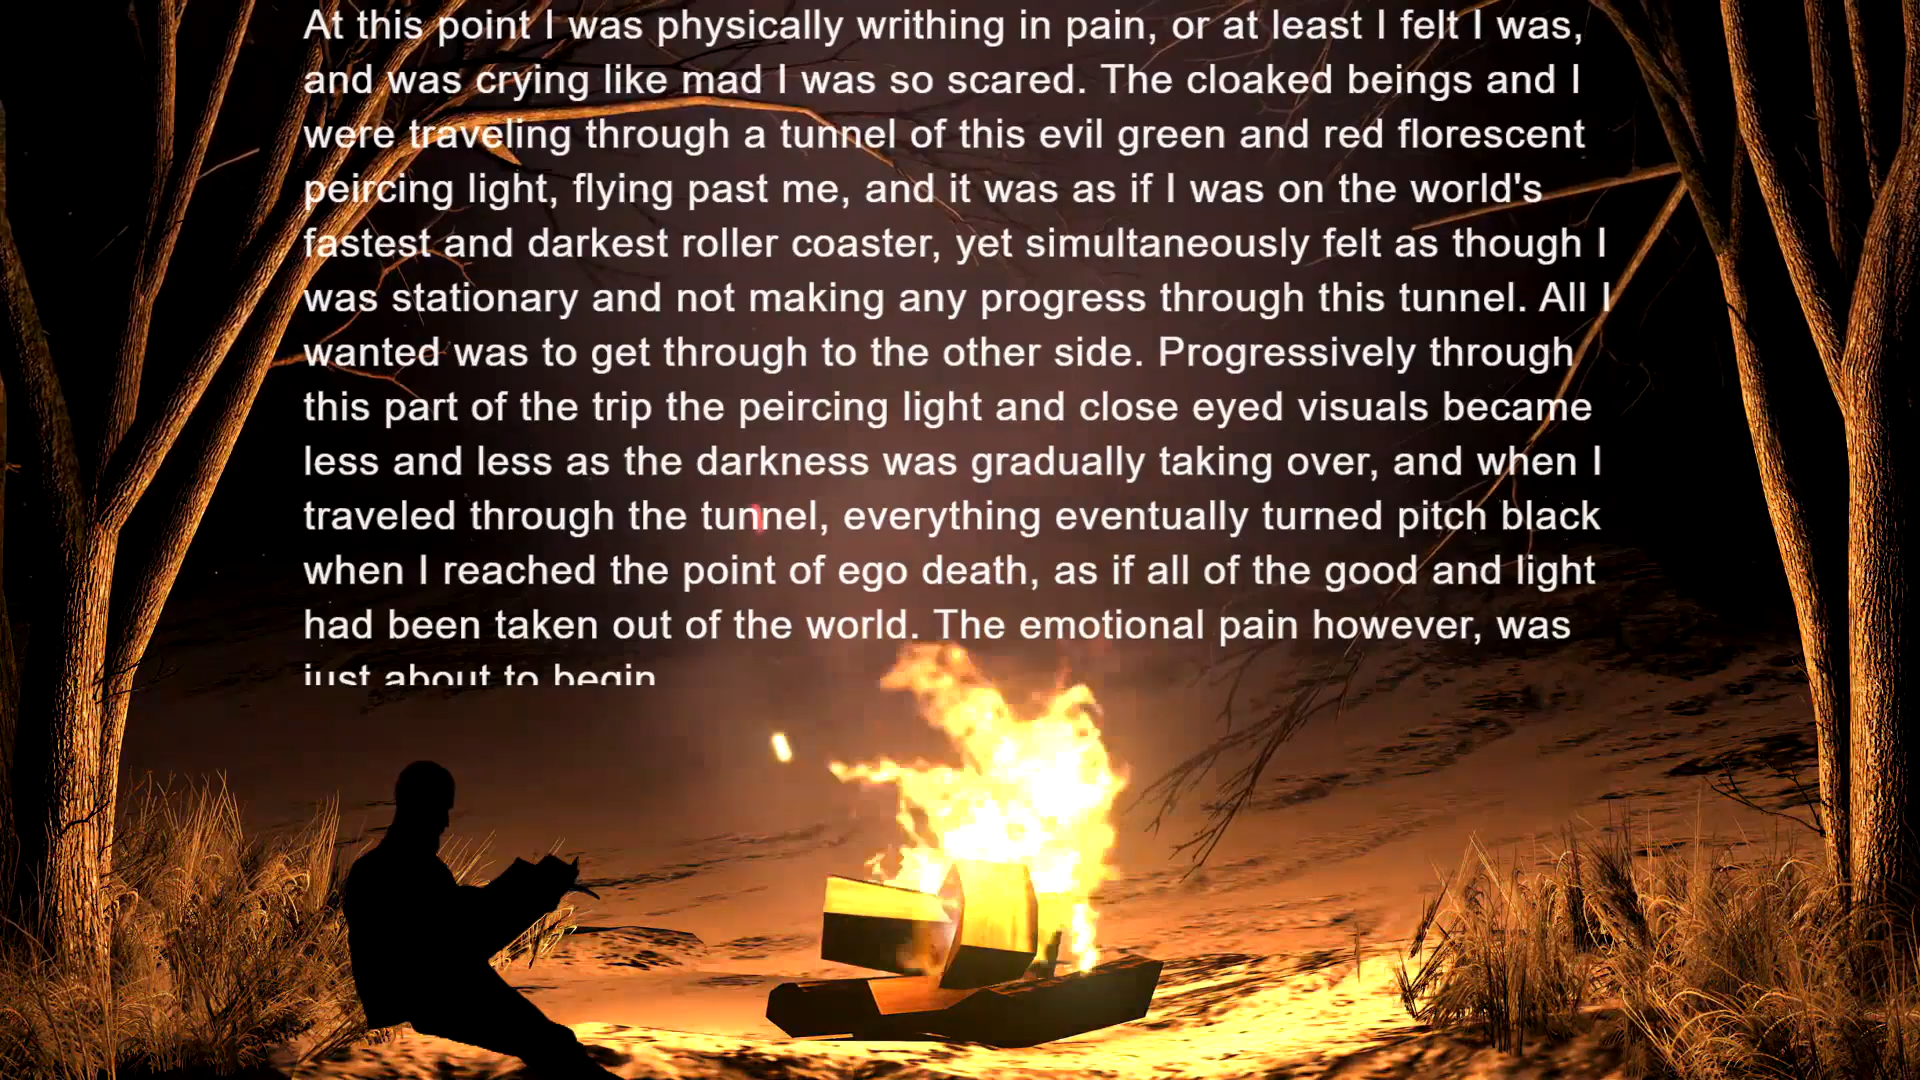 At this point I was physically writhing in pain, or at least I felt I was,
and was crying like mad I was so scared. The cloaked beings and I
were traveling through a tunnel of this evil green and red florescent
peircing light, flying past me, and it was as if I was on the world's
fastest and darkest roller coaster, yet simultaneously felt as though I
was stationary and not making any progress through this tunnel. All I
wanted was to get through to the other side. Progressively through
this part of the trip the peircing light and close eyed visuals became
less and less as the darkness was gradually taking over, and when I
traveled through the tunnel, everything eventually turned pitch black
when I reached the point of ego death, as if all of the good and light
had been taken out of the world. The emotional pain however, was
just about to begin